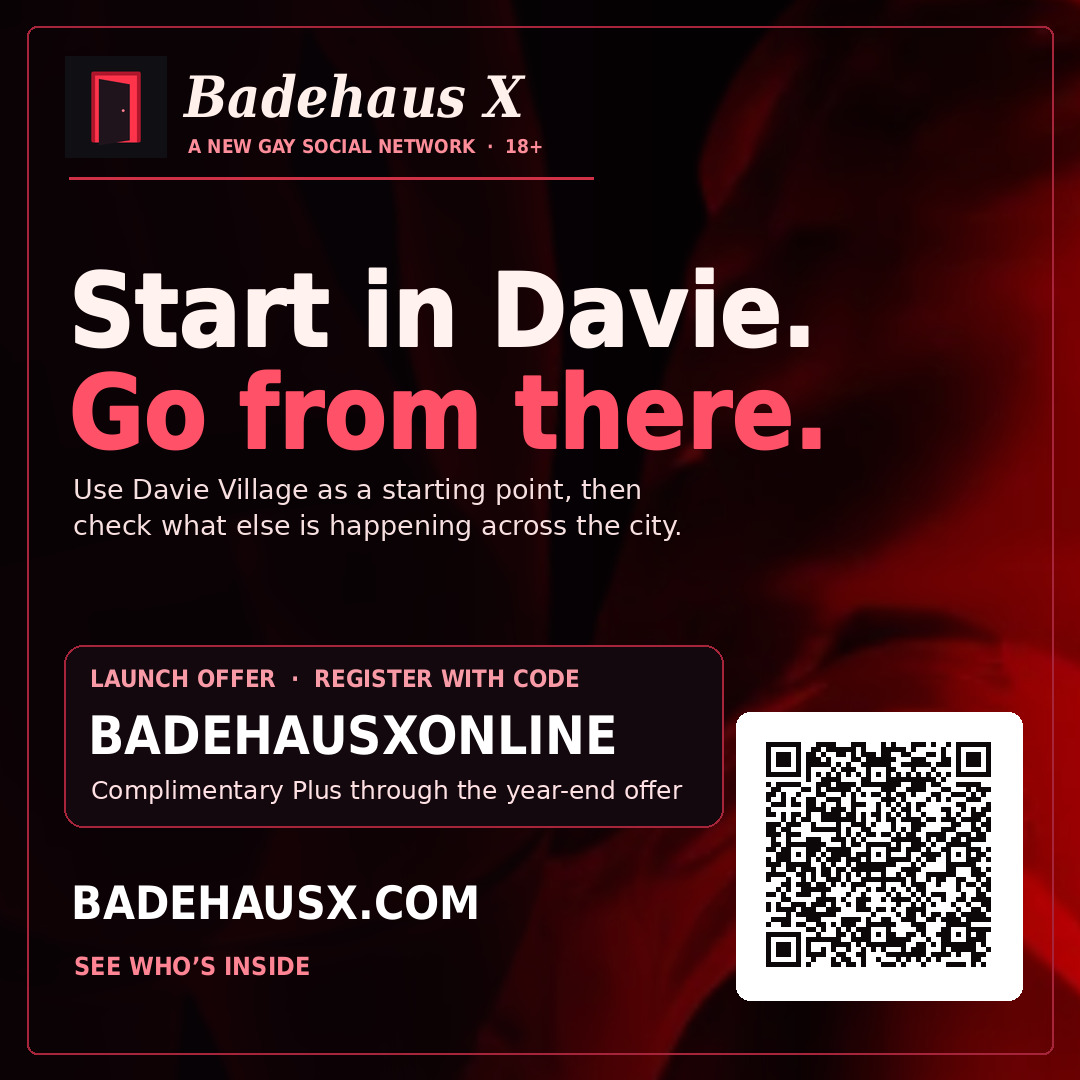 Badehaus X
A NEW GAY SOCIAL NETWORK · 18+
Start in Davie.
Go from there.
Use Davie Village as a starting point, then
check what else is happening across the city.
LAUNCH OFFER · REGISTER WITH CODE
BADEHAUSXONLINE
Complimentary Plus through the year-end offer
BADEHAUSX.COM
SEE WHO’S INSIDE